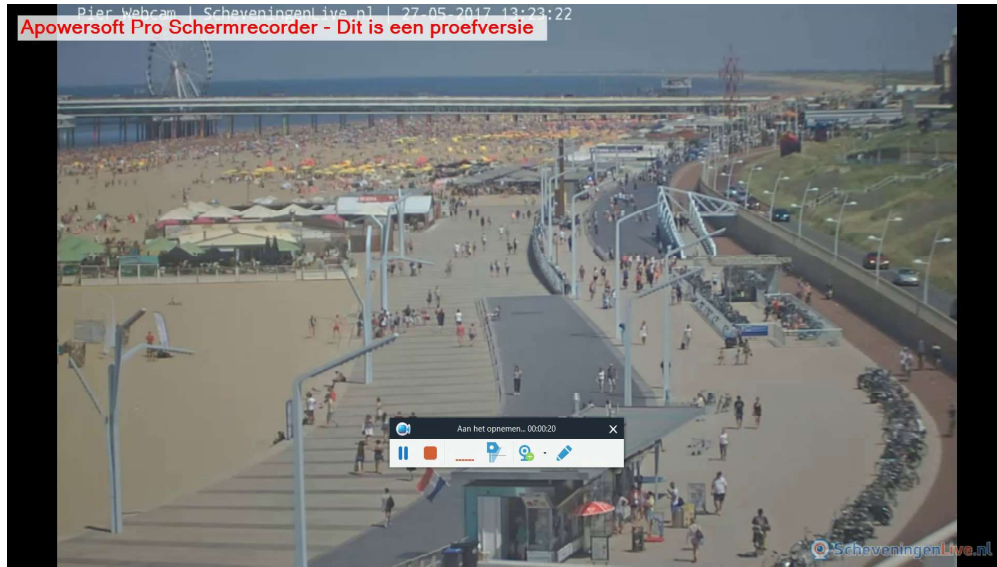 Pier Webcam | ScheveningenLive.nl | 27-05-2017 13:23:22
Apowersoft Pro Schermrecorder - Dit is een proefversie
Aan het opnemen... 00:00:20
ScheveningenLive.nl